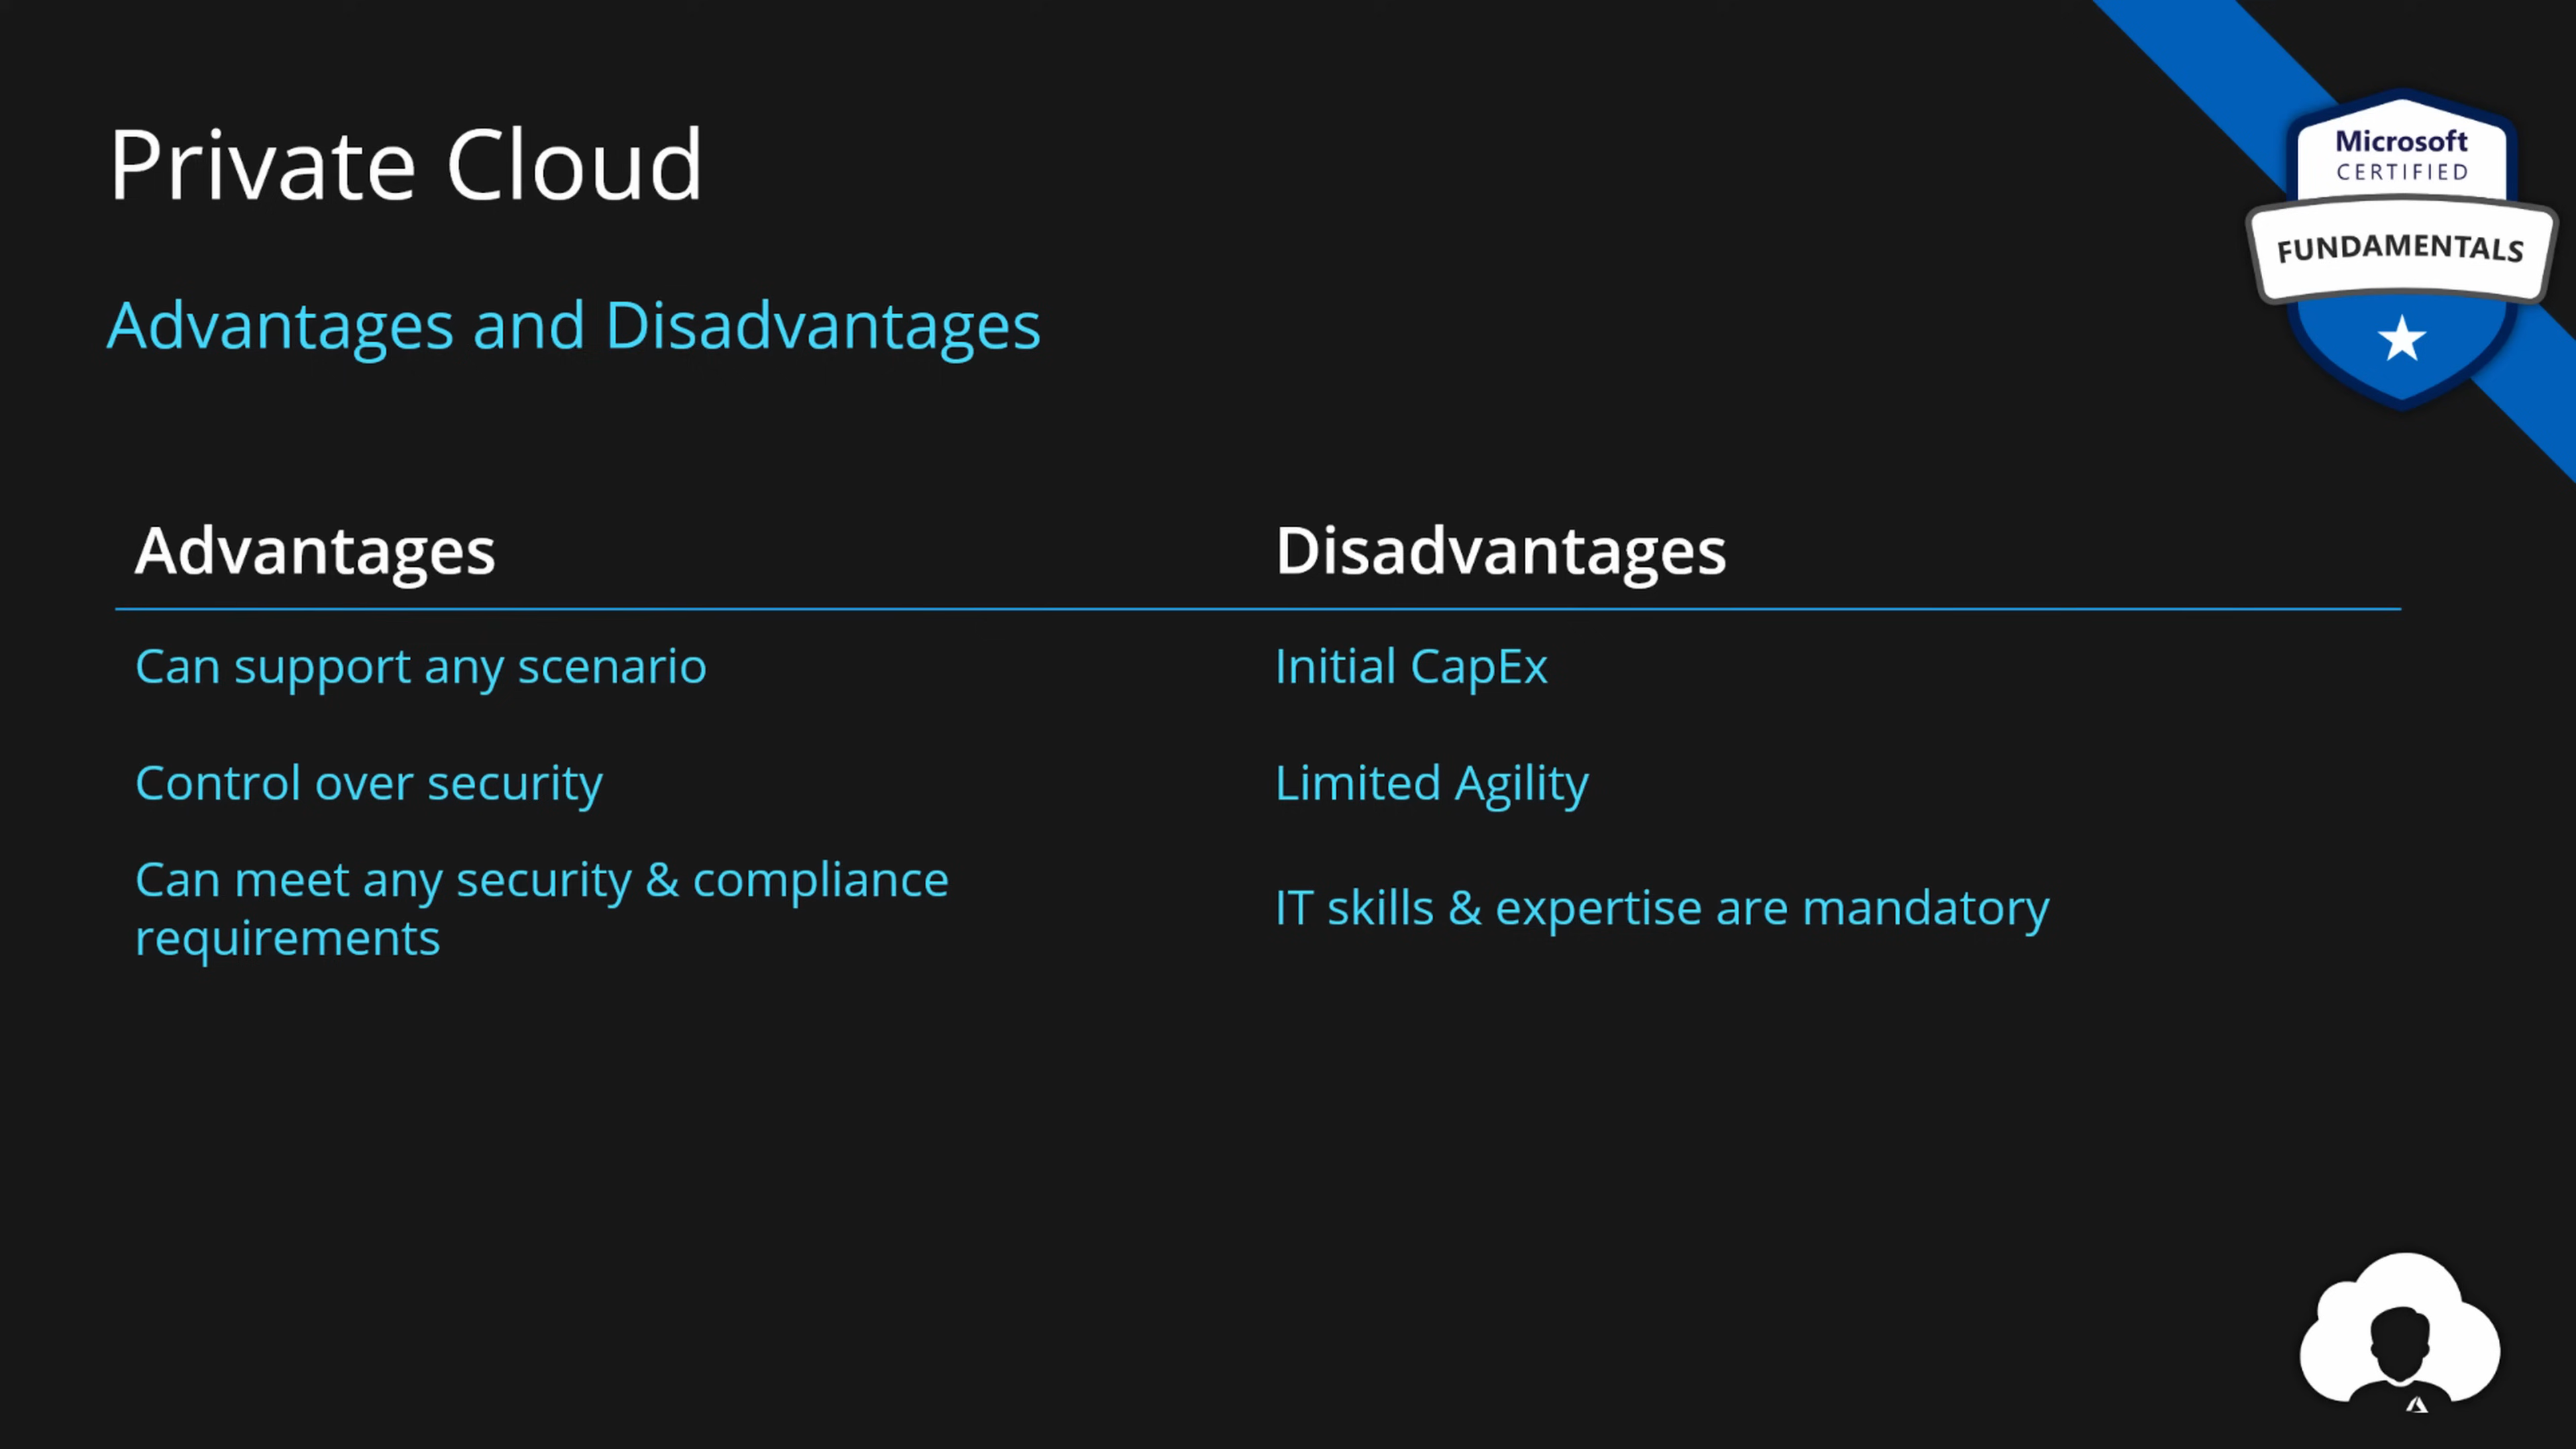 Private Cloud
Microsoft
CERTIFIED
FUNDAMENTALS
Advantages and Disadvantages
Advantages
Disadvantages
Can support any scenario
Initial CapEx
Control over security
Limited Agility
Can meet any security & compliance
requirements
IT skills & expertise are mandatory